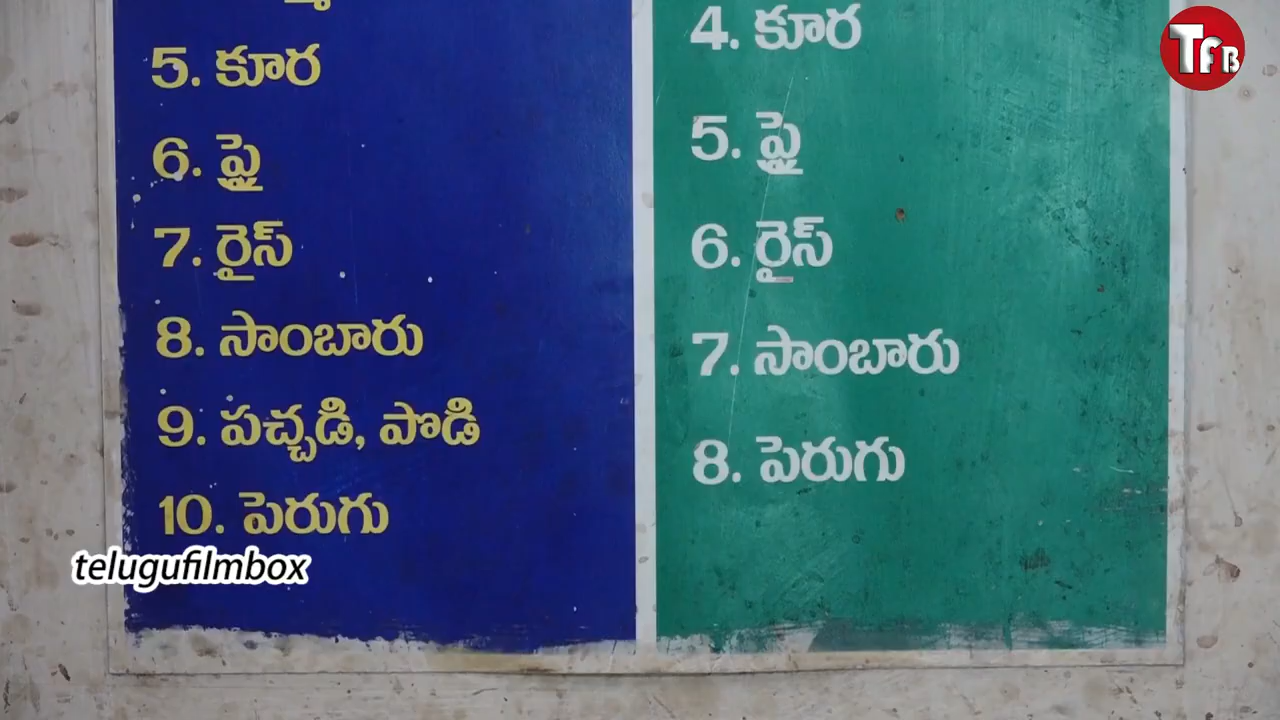 5. కూర
6. ఫ్రై
7. రైస్
8. సాంబారు
9. పచ్చడి, పొడి
10. పెరుగు
4. కూర
5. ఫ్రై
6. రైస్
7. సాంబారు
8. పెరుగు
TFB
telugufilmbox